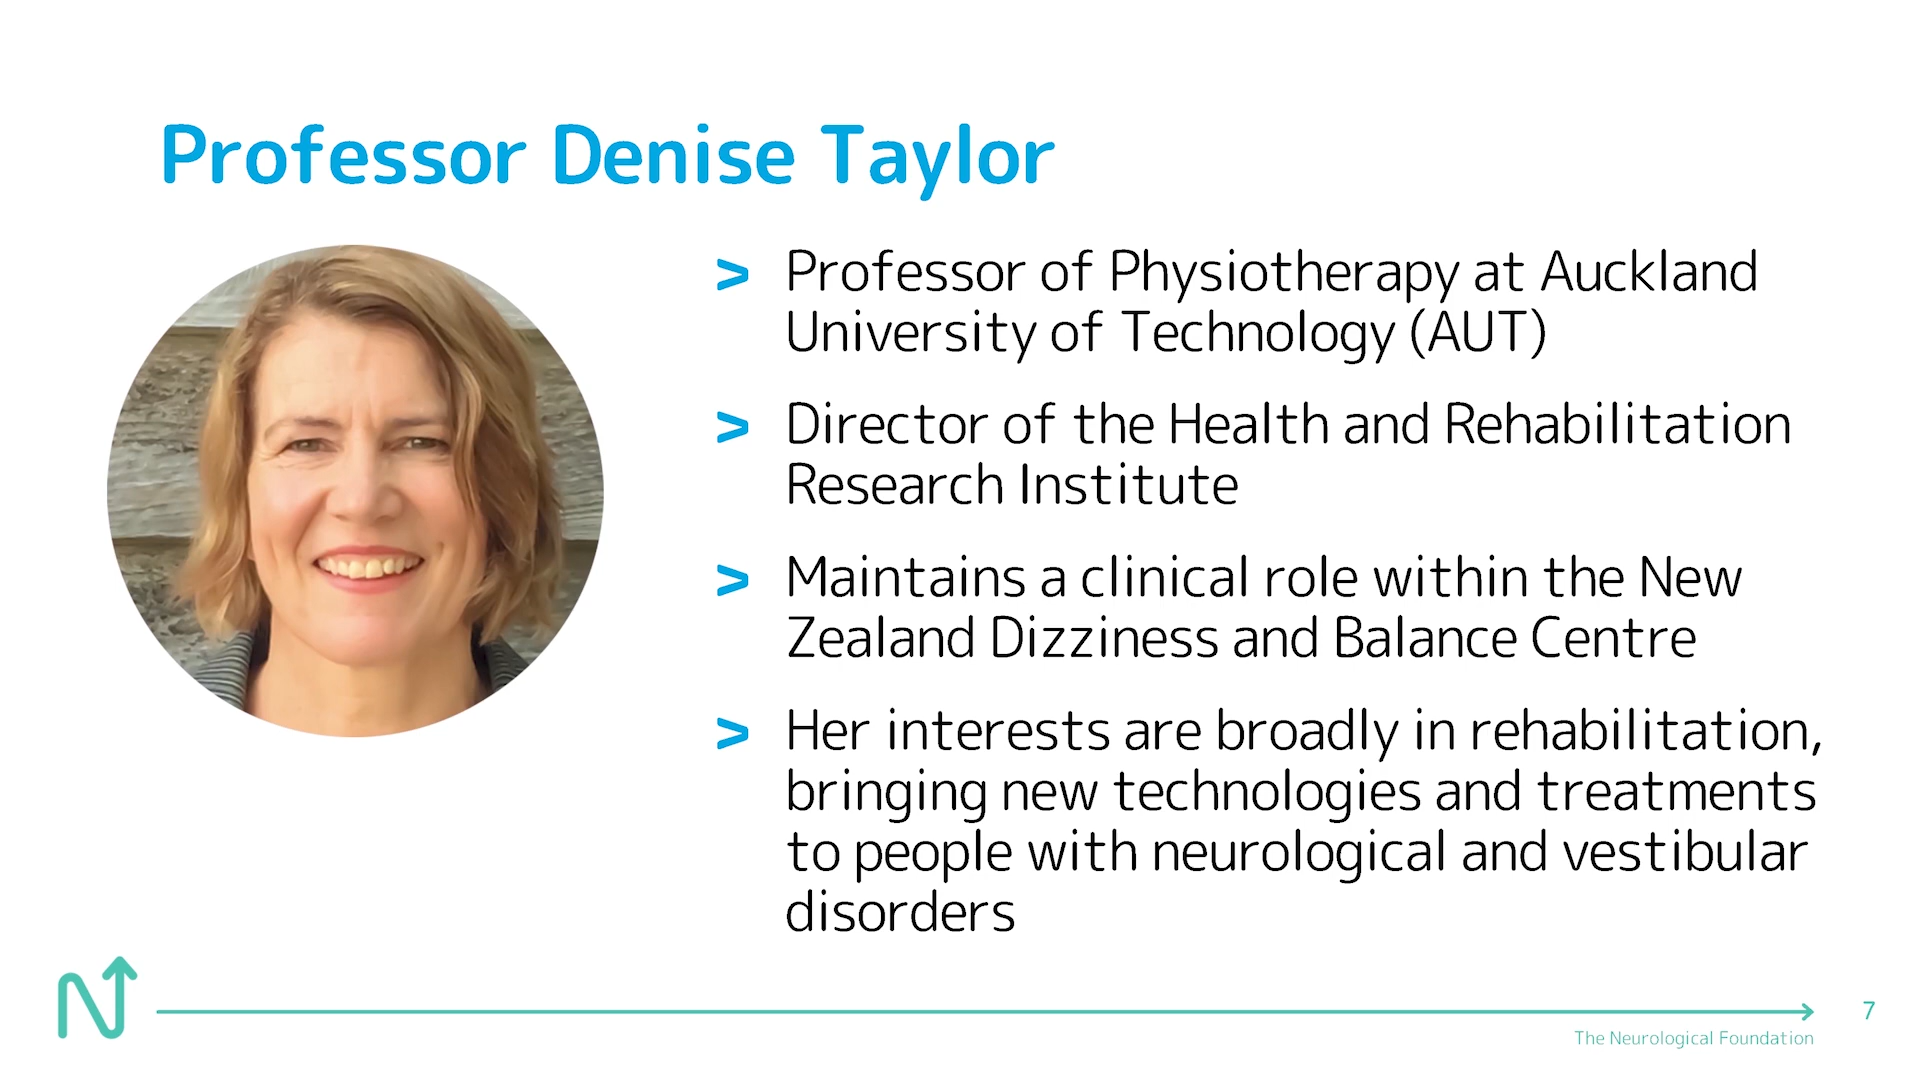 Professor Denise Taylor
> Professor of Physiotherapy at Auckland
University of Technology (AUT)
> Director of the Health and Rehabilitation
Research Institute
> Maintains a clinical role within the New
Zealand Dizziness and Balance Centre
> Her interests are broadly in rehabilitation,
bringing new technologies and treatments
to people with neurological and vestibular
disorders
7
The Neurological Foundation